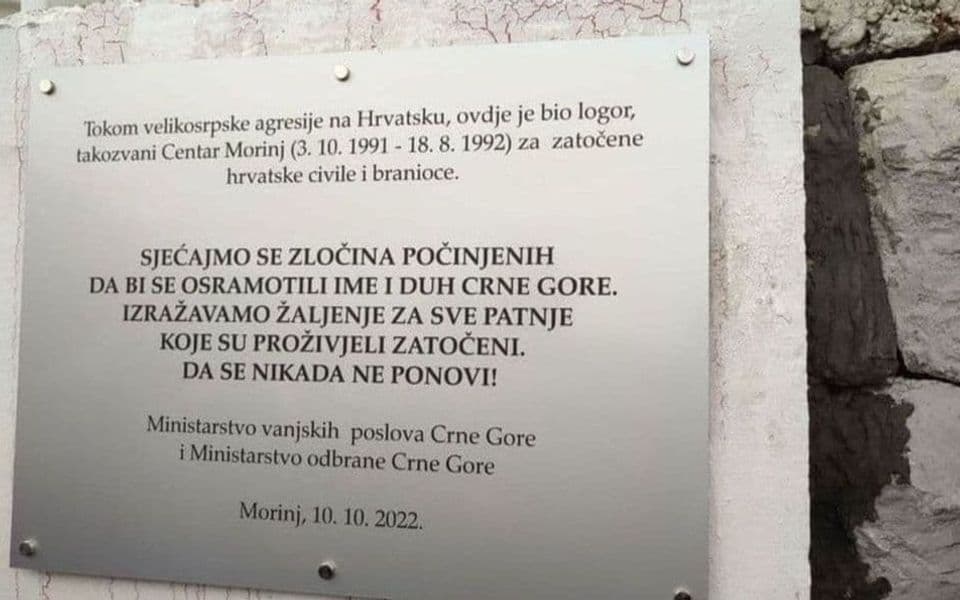 Tokom velikosrpske agresije na Hrvatsku, ovdje je bio logor,
takozvani Centar Morinj (3. 10. 1991 - 18. 8. 1992) za zatočene
hrvatske civile i branioce.
SJEĆAJMO SE ZLOČINA POČINJENIH
DA BI SE OSRAMOTILI IME I DUH CRNE GORE.
IZRAŽAVAMO ŽALJENJE ZA SVE PATNJE
KOJE SU PROŽIVJELI ZATOČENI.
DA SE NIKADA NE PONOVI!
Ministarstvo vanjskih poslova Crne Gore
i Ministarstvo odbrane Crne Gore
Morinj, 10. 10. 2022.